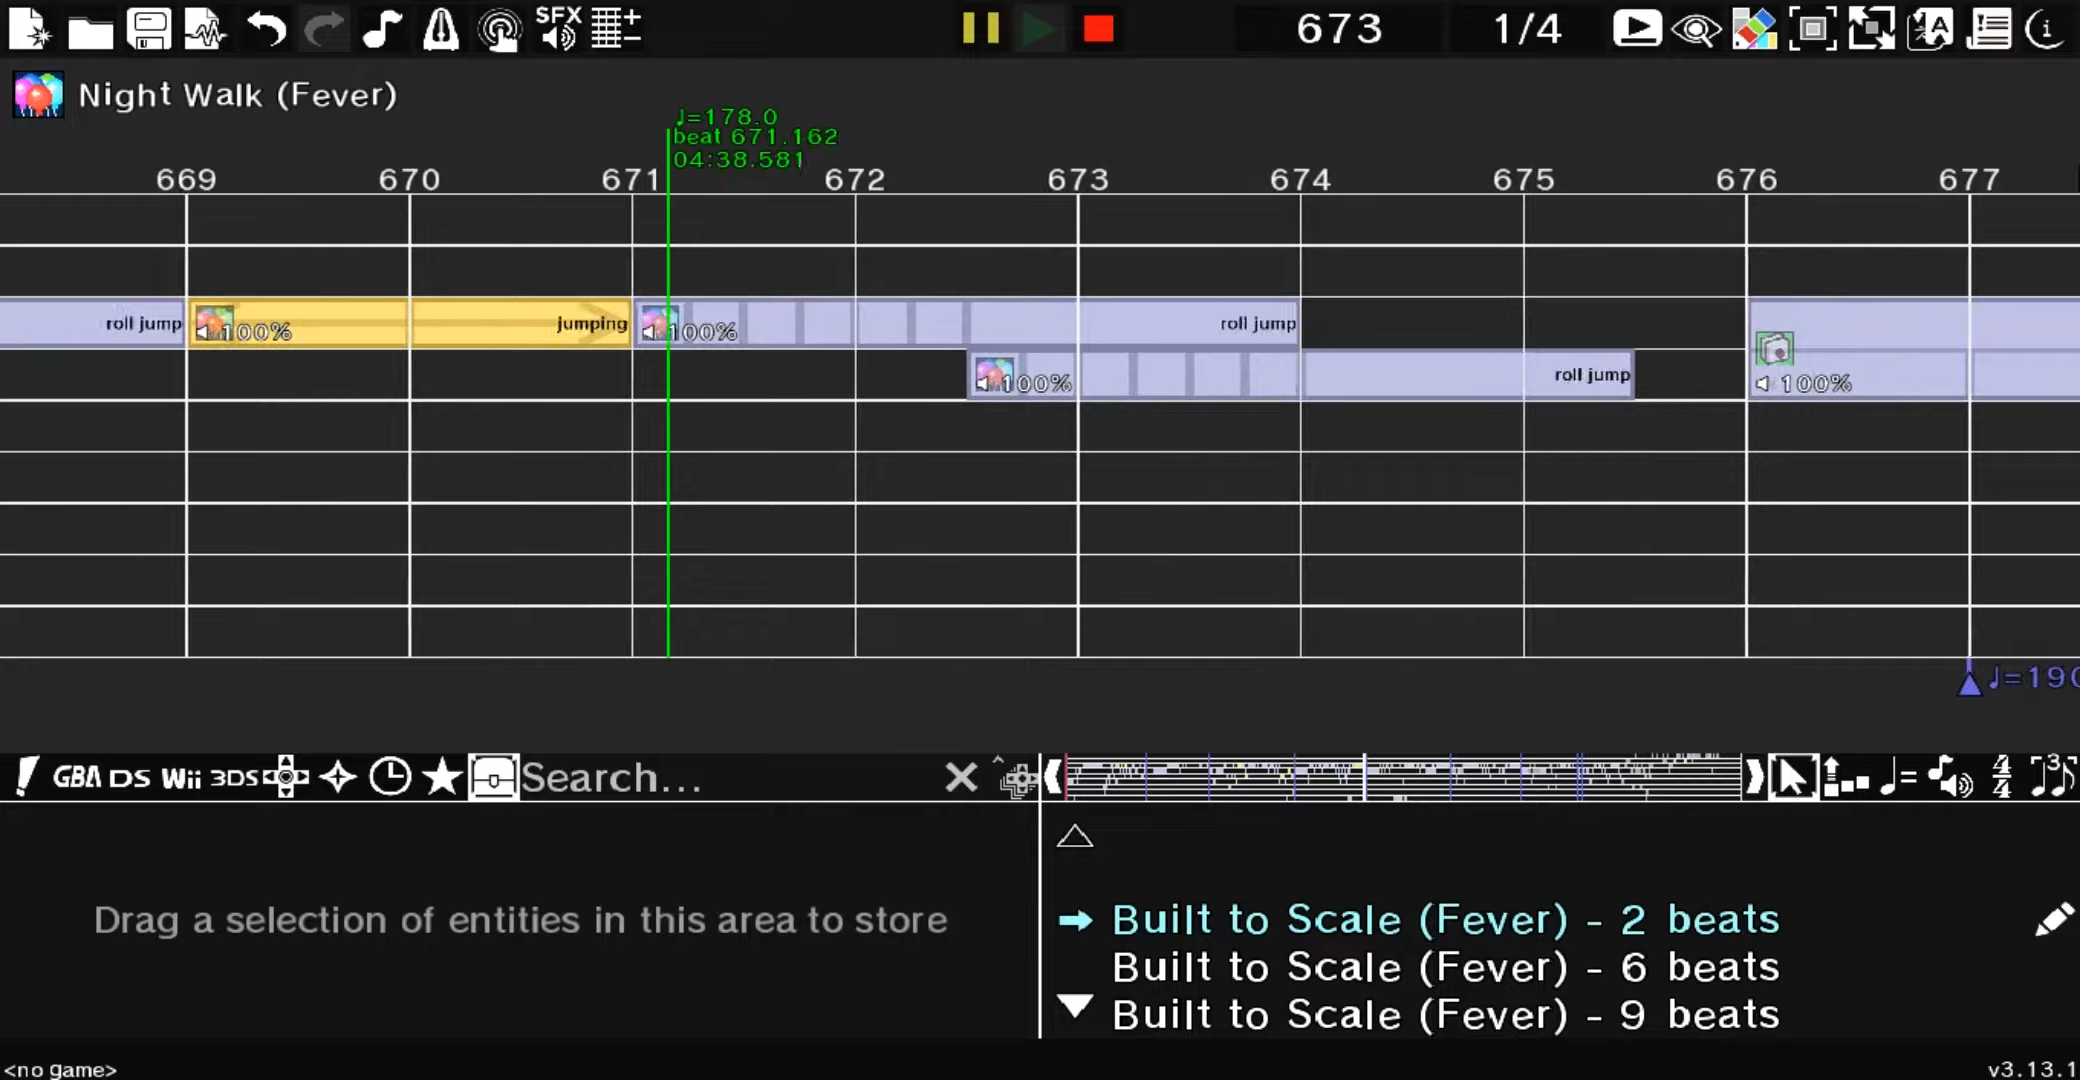 SFX
673 1/4
Night Walk (Fever)
♩=178.0
beat 671.162
04:38.581
669 670 671 672 673 674 675 676 677
roll jump 100% jumping 100% roll jump
100% roll jump 100%
♩=190
GBA DS Wii 3DS Search...
Drag a selection of entities in this area to store
Built to Scale (Fever) - 2 beats
Built to Scale (Fever) - 6 beats
Built to Scale (Fever) - 9 beats
<no game>
v3.13.1